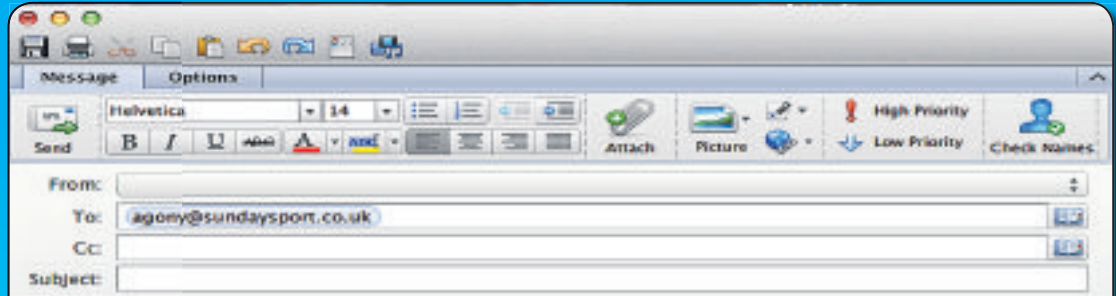 Message Options
Helvetica 14
High Priority
B I U ABC A
Send Attach Picture Low Priority Check Names
From:
To: agony@sundaysport.co.uk
Cc:
Subject: